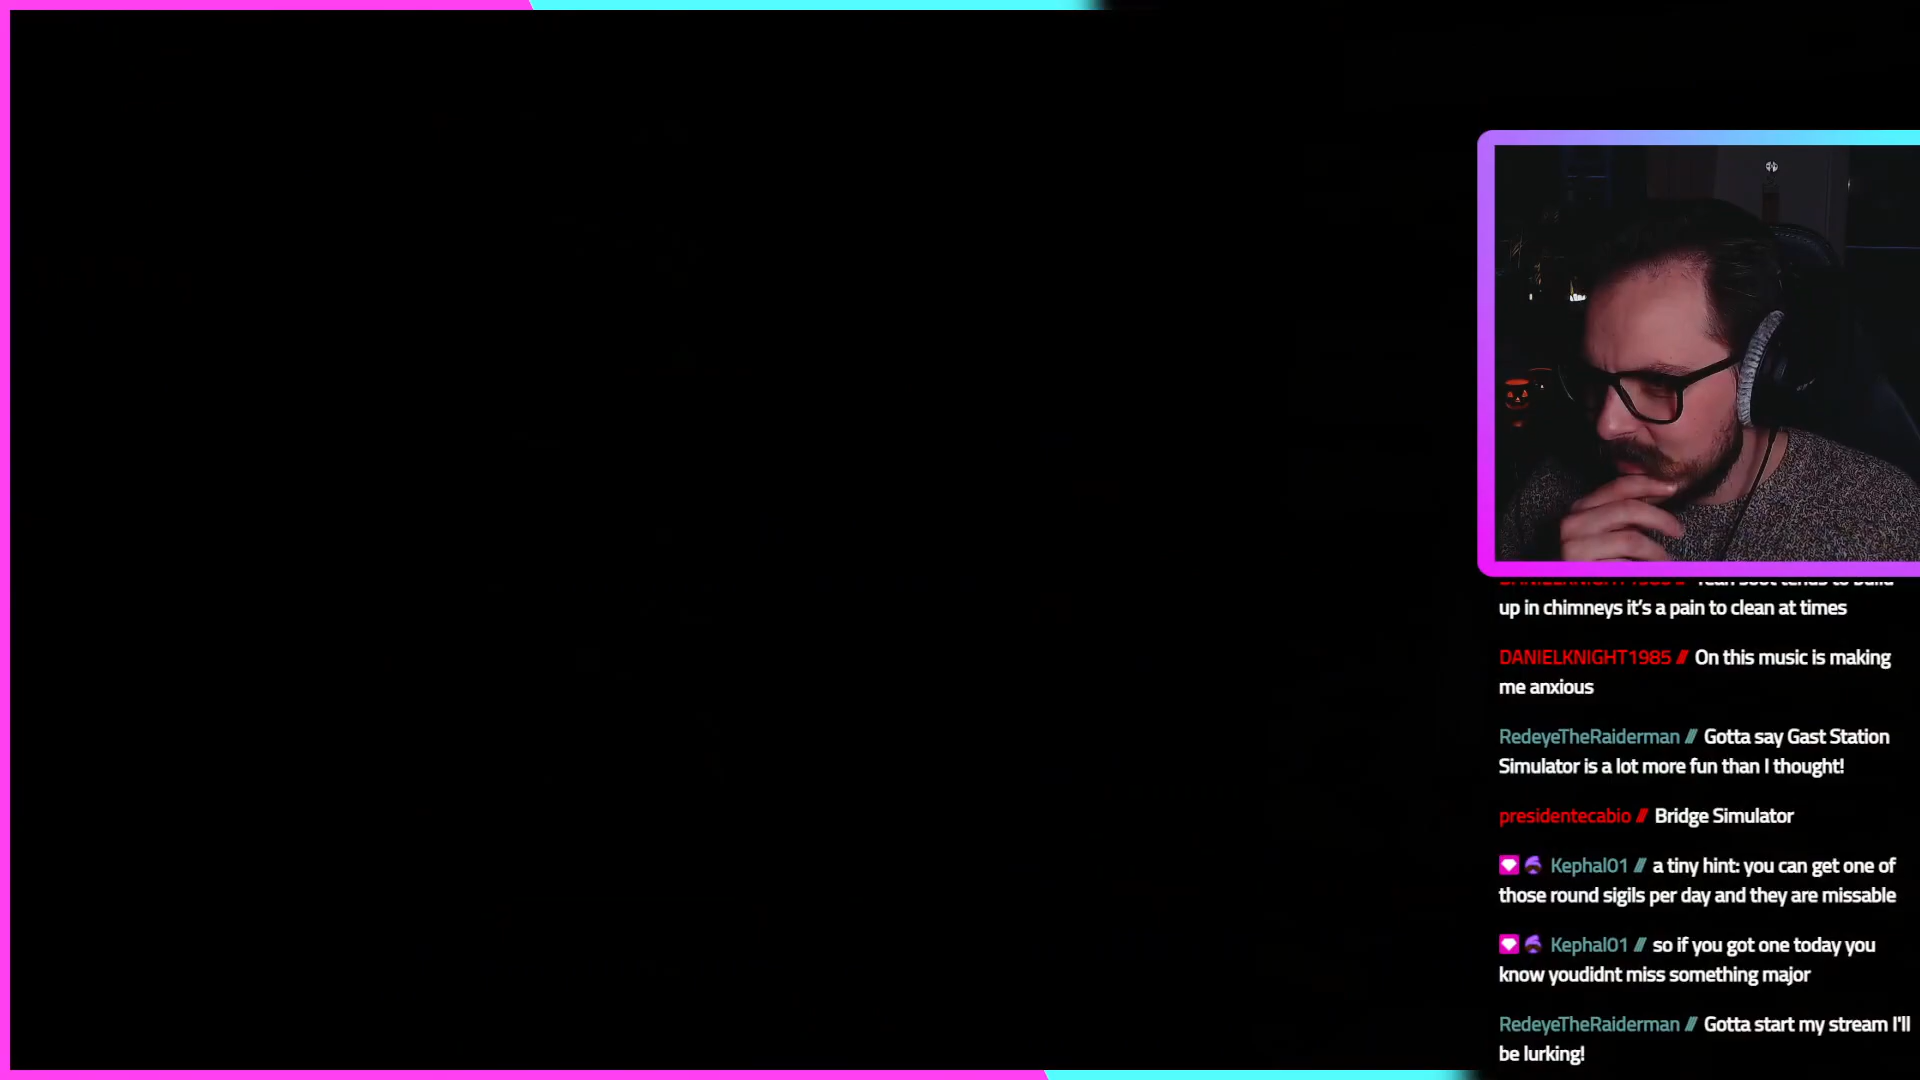 up in chimneys it's a pain to clean at times
DANIELKNIGHT1985 /// On this music is making
me anxious
RedeyeTheRaiderman /// Gotta say Gast Station
Simulator is a lot more fun than I thought!
presidentecabio /// Bridge Simulator
Kephal01 /// a tiny hint: you can get one of
those round sigils per day and they are missable
Kephal01 /// so if you got one today you
know youdidnt miss something major
RedeyeTheRaiderman /// Gotta start my stream I'll
be lurking!